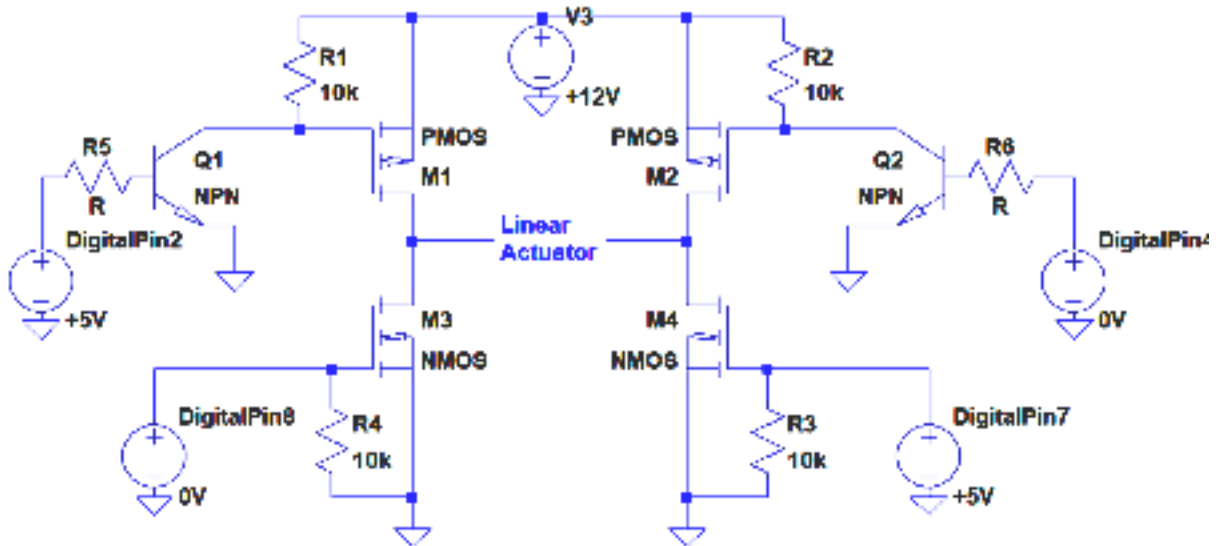 V3
R1
10k
+12V
R2
10k
R5
R
Q1
NPN
PMOS
M1
PMOS
M2
Q2
NPN
R6
R
DigitalPin2
+5V
Linear
Actuator
DigitalPin4
0V
M3
NMOS
M4
NMOS
DigitalPin8
0V
R4
10k
R3
10k
DigitalPin7
+5V